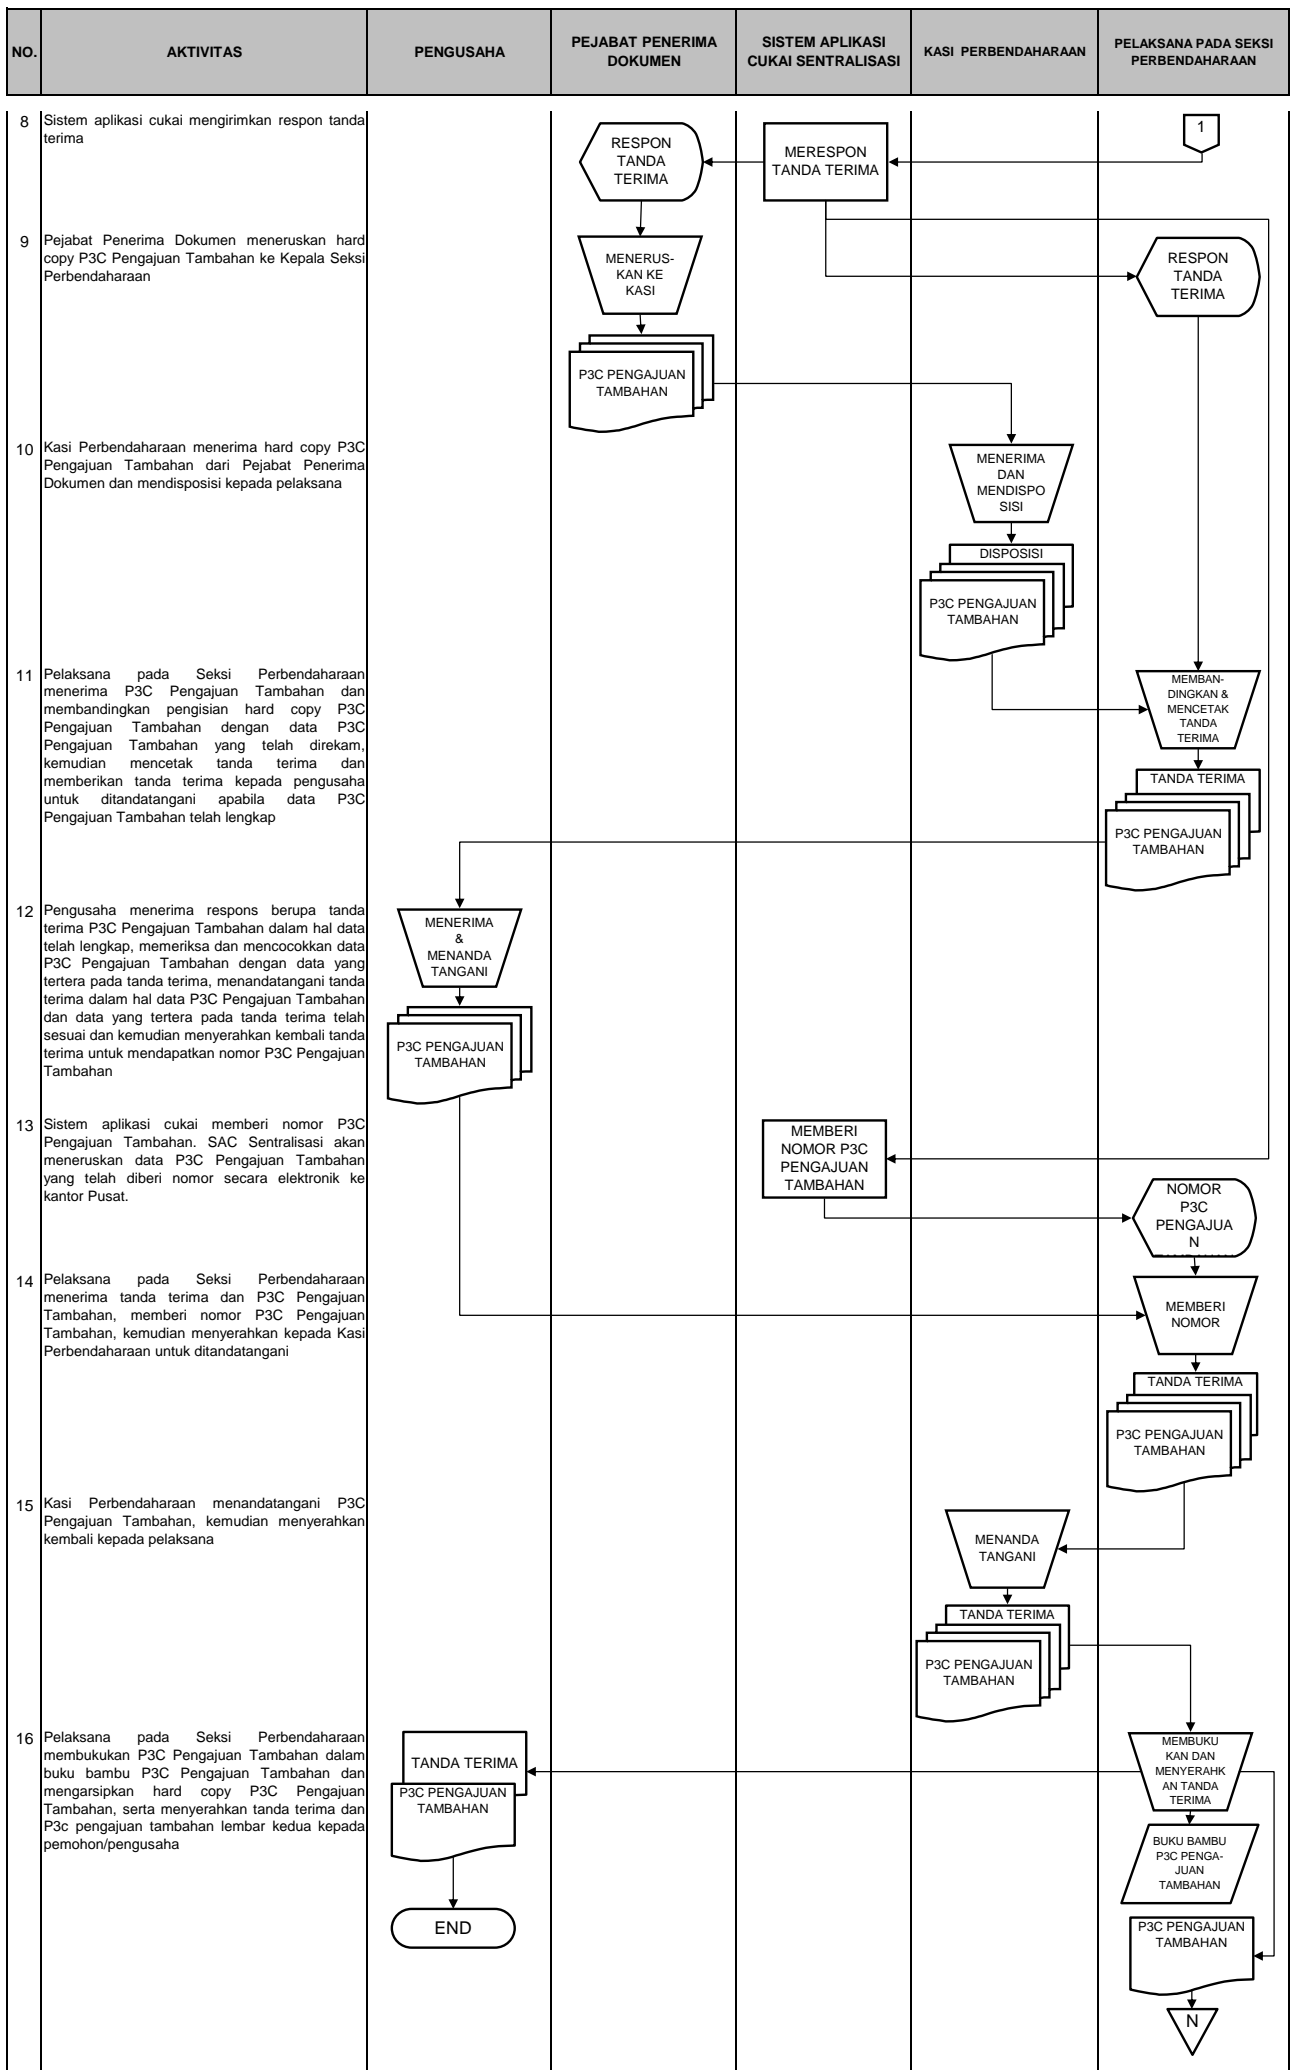 NO.
AKTIVITAS
PENGUSAHA
PEJABAT PENERIMA
DOKUMEN
SISTEM APLIKASI
CUKAI SENTRALISASI
KASI PERBENDAHARAAN
PELAKSANA PADA SEKSI
PERBENDAHARAAN
8
Sistem aplikasi cukai mengirimkan respon tanda
terima
RESPON
TANDA
TERIMA
MERESPON
TANDA TERIMA
1
9
Pejabat Penerima Dokumen meneruskan hard
copy P3C Pengajuan Tambahan ke Kepala Seksi
Perbendaharaan
MENERUS-
KAN KE
KASI
RESPON
TANDA
TERIMA
P3C PENGAJUAN
TAMBAHAN
10
Kasi Perbendaharaan menerima hard copy P3C
Pengajuan Tambahan dari Pejabat Penerima
Dokumen dan mendisposisi kepada pelaksana
MENERIMA
DAN
MENDISPO
SISI
DISPOSISI
P3C PENGAJUAN
TAMBAHAN
11
Pelaksana pada Seksi Perbendaharaan
menerima P3C Pengajuan Tambahan dan
membandingkan pengisian hard copy P3C
Pengajuan Tambahan dengan data P3C
Pengajuan Tambahan yang telah direkam,
kemudian mencetak tanda terima dan
memberikan tanda terima kepada pengusaha
untuk ditandatangani apabila data P3C
Pengajuan Tambahan telah lengkap
MEMBAN-
DINGKAN &
MENCETAK
TANDA
TERIMA
TANDA TERIMA
P3C PENGAJUAN
TAMBAHAN
12
Pengusaha menerima respons berupa tanda
terima P3C Pengajuan Tambahan dalam hal data
telah lengkap, memeriksa dan mencocokkan data
P3C Pengajuan Tambahan dengan data yang
tertera pada tanda terima, menandatangani tanda
terima dalam hal data P3C Pengajuan Tambahan
dan data yang tertera pada tanda terima telah
sesuai dan kemudian menyerahkan kembali tanda
terima untuk mendapatkan nomor P3C Pengajuan
Tambahan
MENERIMA
&
MENANDA
TANGANI
P3C PENGAJUAN
TAMBAHAN
13
Sistem aplikasi cukai memberi nomor P3C
Pengajuan Tambahan. SAC Sentralisasi akan
meneruskan data P3C Pengajuan Tambahan
yang telah diberi nomor secara elektronik ke
kantor Pusat.
MEMBERI
NOMOR P3C
PENGAJUAN
TAMBAHAN
NOMOR
P3C
PENGAJUA
N
14
Pelaksana pada Seksi Perbendaharaan
menerima tanda terima dan P3C Pengajuan
Tambahan, memberi nomor P3C Pengajuan
Tambahan, kemudian menyerahkan kepada Kasi
Perbendaharaan untuk ditandatangani
MEMBERI
NOMOR
TANDA TERIMA
P3C PENGAJUAN
TAMBAHAN
15
Kasi Perbendaharaan menandatangani P3C
Pengajuan Tambahan, kemudian menyerahkan
kembali kepada pelaksana
MENANDA
TANGANI
TANDA TERIMA
P3C PENGAJUAN
TAMBAHAN
16
Pelaksana pada Seksi Perbendaharaan
membukukan P3C Pengajuan Tambahan dalam
buku bambu P3C Pengajuan Tambahan dan
mengarsipkan hard copy P3C Pengajuan
Tambahan, serta menyerahkan tanda terima dan
P3c pengajuan tambahan lembar kedua kepada
pemohon/pengusaha
TANDA TERIMA
P3C PENGAJUAN
TAMBAHAN
MEMBUKU
KAN DAN
MENYERAHK
AN TANDA
TERIMA
BUKU BAMBU
P3C PENGA-
JUAN
TAMBAHAN
END
P3C PENGAJUAN
TAMBAHAN
N